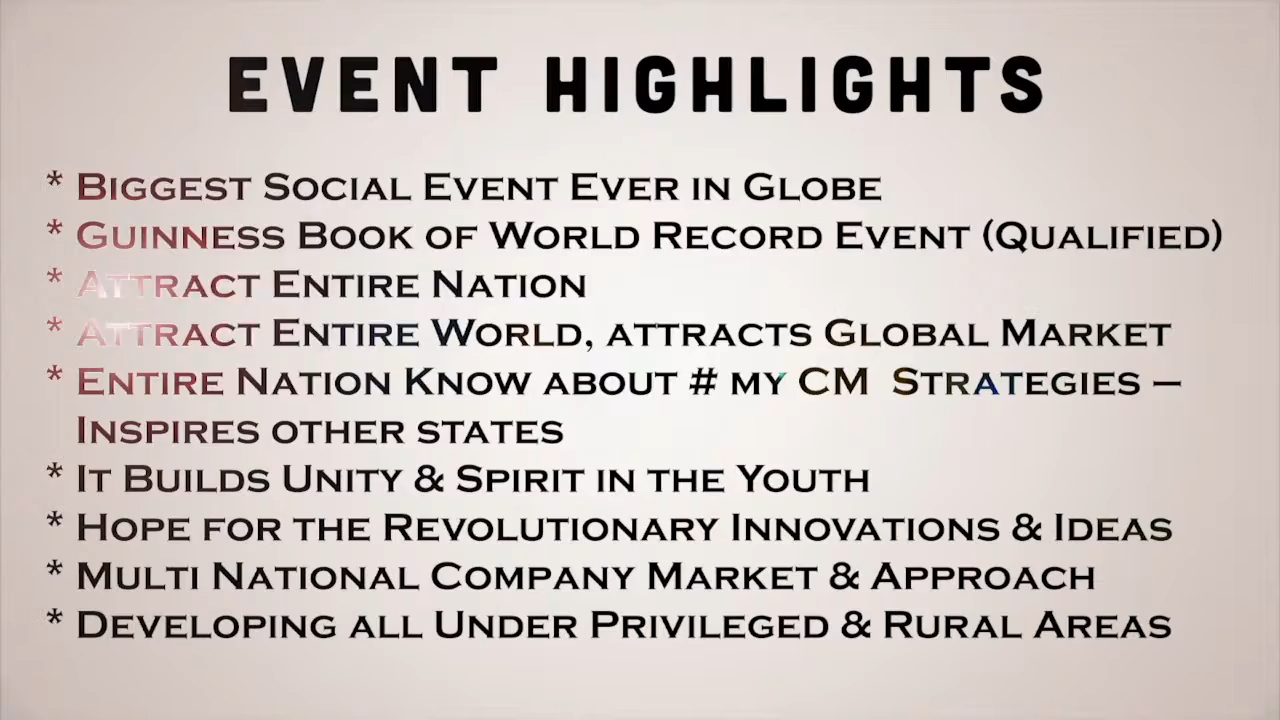 EVENT HIGHLIGHTS
* BIGGEST SOCIAL EVENT EVER IN GLOBE
* GUINNESS BOOK OF WORLD RECORD EVENT (QUALIFIED)
* ATTRACT ENTIRE NATION
* ATTRACT ENTIRE WORLD, ATTRACTS GLOBAL MARKET
* ENTIRE NATION KNOW ABOUT # MY CM STRATEGIES –
INSPIRES OTHER STATES
* IT BUILDS UNITY & SPIRIT IN THE YOUTH
* HOPE FOR THE REVOLUTIONARY INNOVATIONS & IDEAS
* MULTI NATIONAL COMPANY MARKET & APPROACH
* DEVELOPING ALL UNDER PRIVILEGED & RURAL AREAS